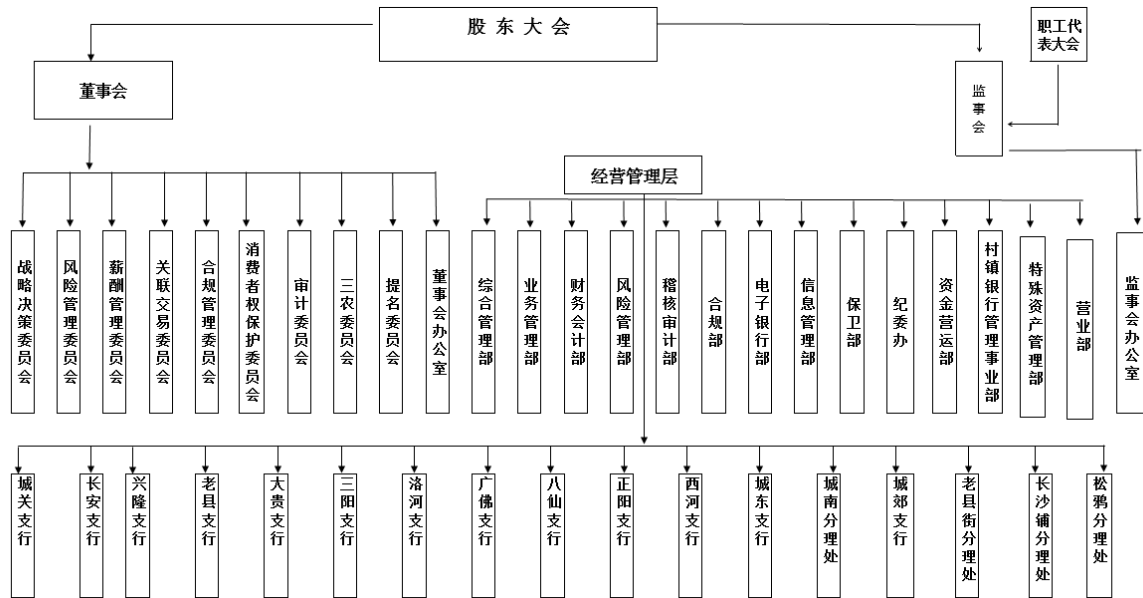 股东大会
职工代
表大会
董事会
监事会
经营管理层
战略决策委员会
风险管理委员会
薪酬管理委员会
关联交易委员会
合规管理委员会
消费者权保护委员会
审计委员会
三农委员会
提名委员会
董事会办公室
综合管理部
业务管理部
财务会计部
风险管理部
稽核审计部
合规部
电子银行部
信息管理部
保卫部
纪委办
资金营运部
村镇银行管理事业部
特殊资产管理部
营业部
监事会办公室
城关支行
长安支行
兴隆支行
老县支行
大贵支行
三阳支行
洛河支行
广佛支行
八仙支行
正阳支行
西河支行
城东支行
城南分理处
城郊支行
老县街分理处
长沙铺分理处
松鸦分理处